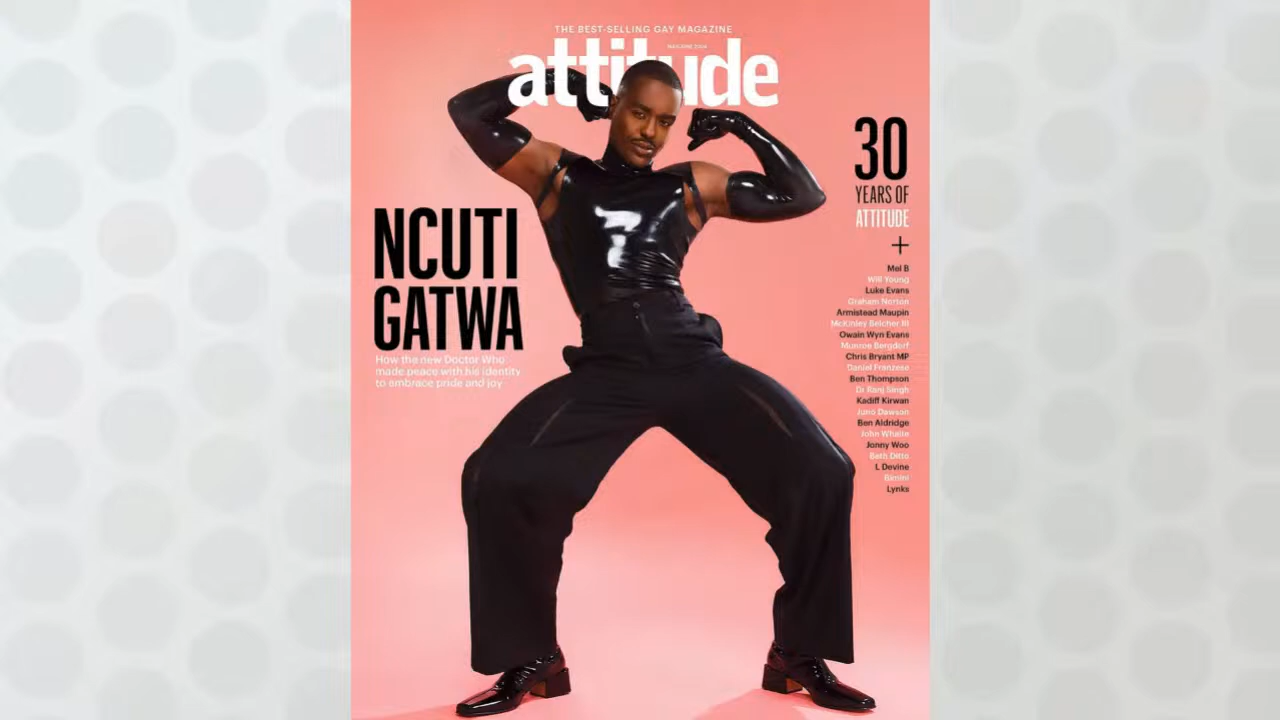 THE BEST-SELLING GAY MAGAZINE
attitude
30
YEARS OF
ATTITUDE
+
Mel B
Will Young
Luke Evans
Graham Norton
Armistead Maupin
McKinley Belcher III
Owain Wyn Evans
Munroe Bergdorf
Chris Bryant MP
Daniel Franzese
Ben Thompson
Dr Ranj Singh
Kadiff Kirwan
Juno Dawson
Ben Aldridge
John Whaite
Jonny Woo
Beth Ditto
L Devine
Bimini
Lynks
NCUTI
GATWA
How the new Doctor Who
made peace with his identity
to embrace pride and joy